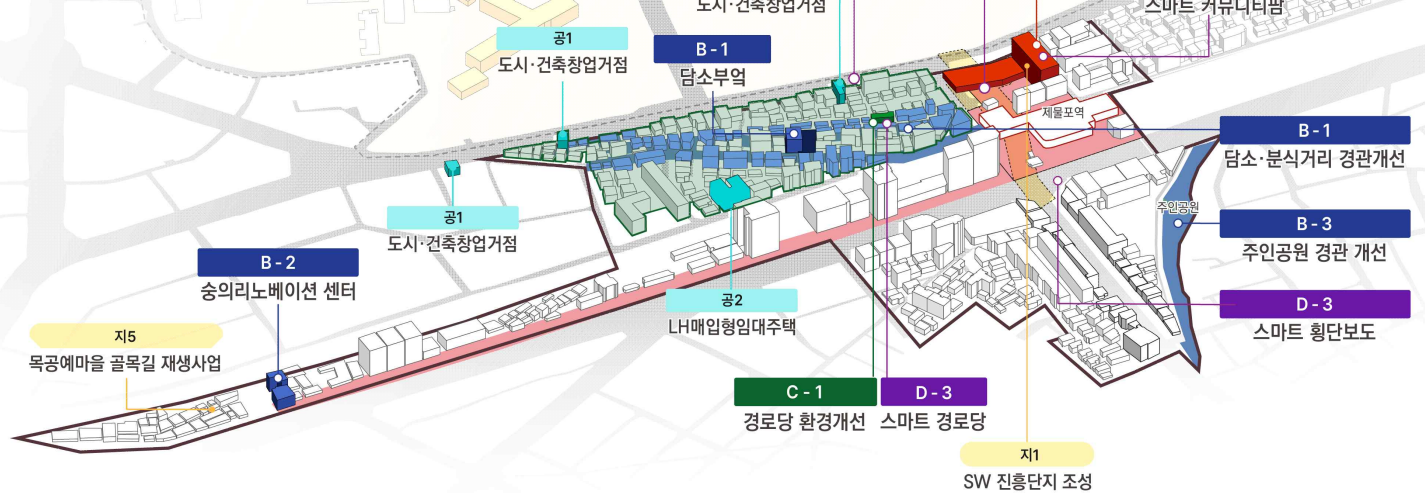 도시·건축창업거점
스마트 커뮤니티팜
공1
도시·건축창업거점
B-1
담소부엌
제물포역
B-1
담소·분식거리 경관개선
공1
도시·건축창업거점
주인공원
B-3
주인공원 경관 개선
B-2
숭의리노베이션 센터
공2
LH매입형임대주택
D-3
스마트 횡단보도
지5
목공예마을 골목길 재생사업
C-1
경로당 환경개선
D-3
스마트 경로당
지1
SW 진흥단지 조성